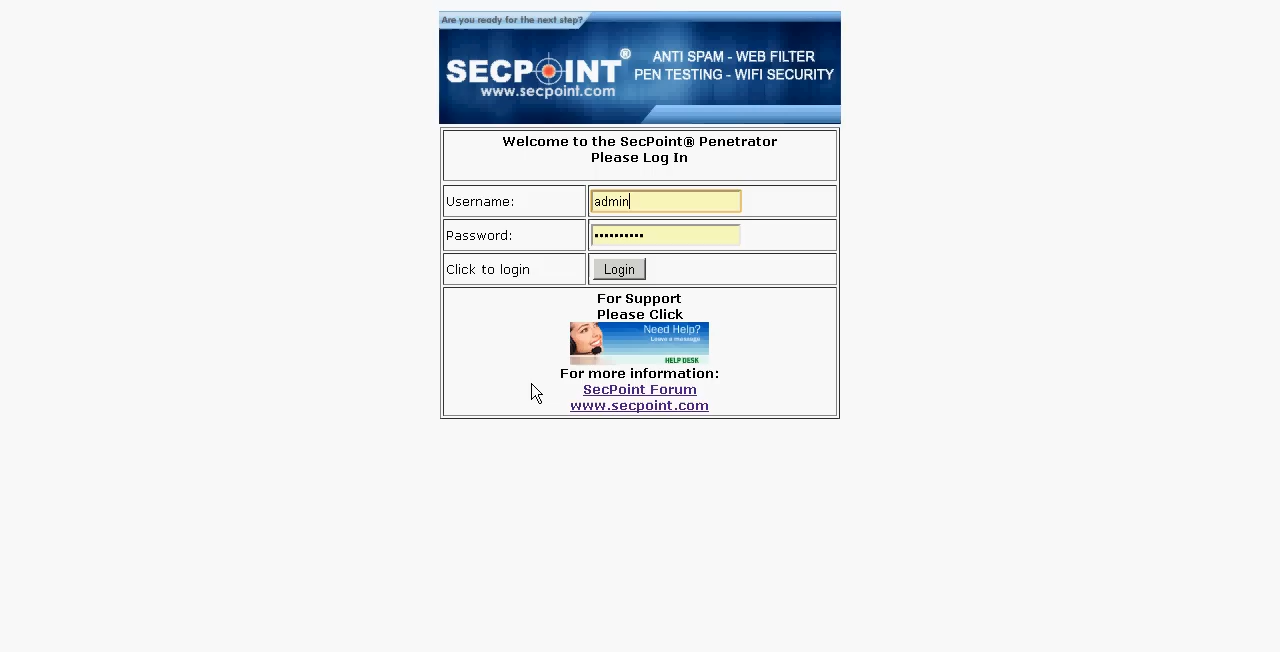 Are you ready for the next step?
SECPOINT®
www.secpoint.com
ANTI SPAM - WEB FILTER
PEN TESTING - WIFI SECURITY
Welcome to the SecPoint® Penetrator
Please Log In
Username: admin
Password: ••••••••••
Click to login Login
For Support
Please Click
Need Help?
Leave a message
HELP DESK
For more information:
SecPoint Forum
www.secpoint.com